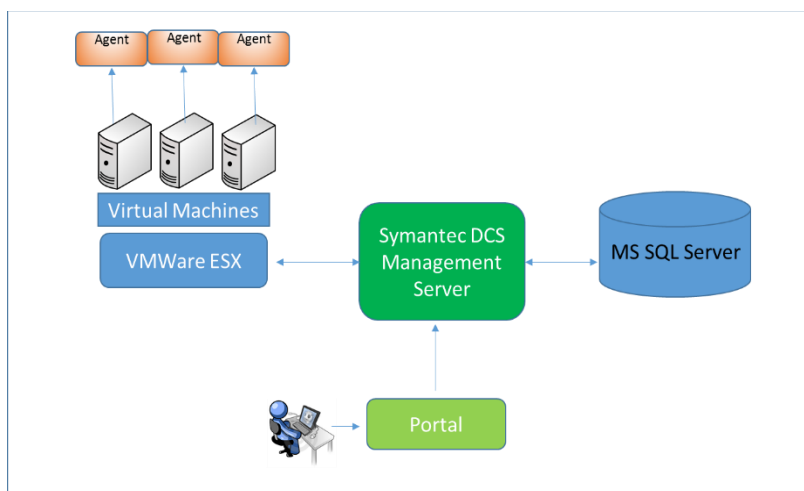 Agent
Agent
Agent
Virtual Machines
VMWare ESX
Symantec DCS
Management
Server
MS SQL Server
Portal